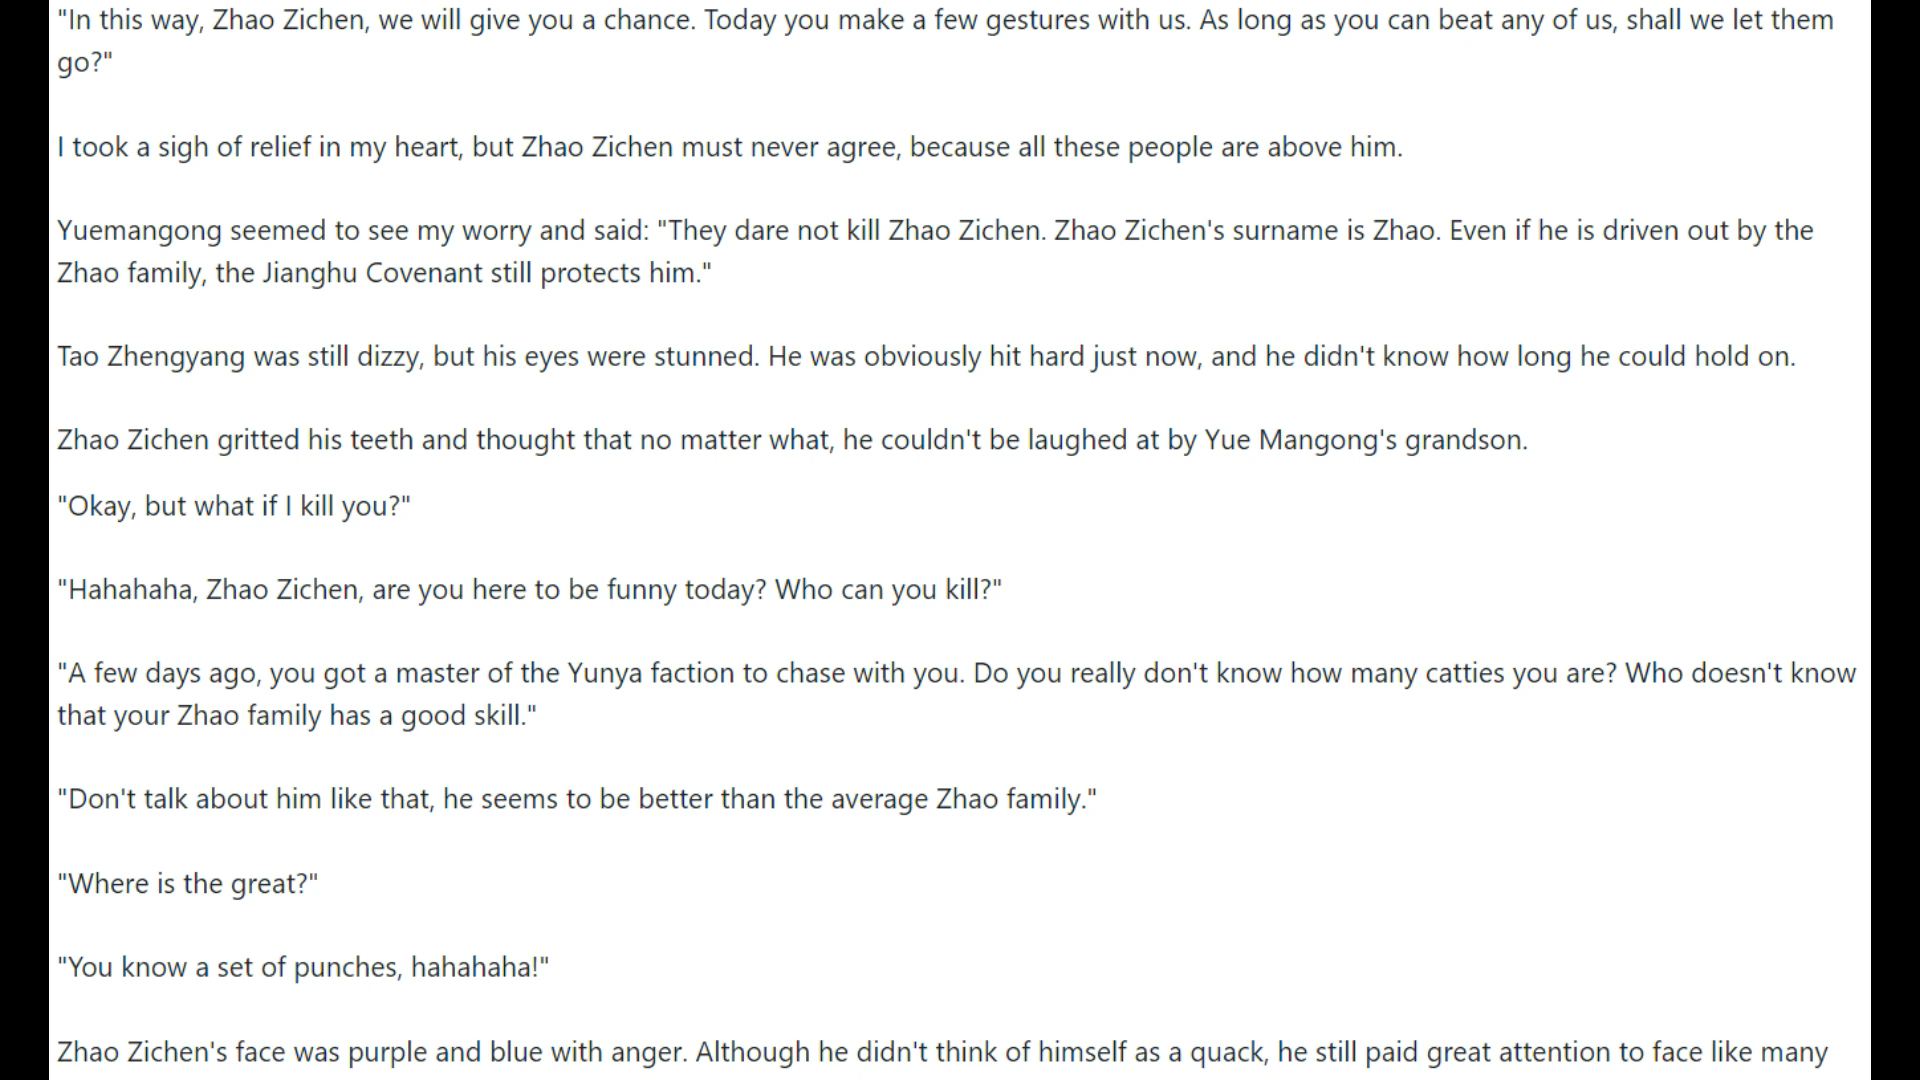 "In this way, Zhao Zichen, we will give you a chance. Today you make a few gestures with us. As long as you can beat any of us, shall we let them
go?"
I took a sigh of relief in my heart, but Zhao Zichen must never agree, because all these people are above him.
Yuemangong seemed to see my worry and said: "They dare not kill Zhao Zichen. Zhao Zichen's surname is Zhao. Even if he is driven out by the
Zhao family, the Jianghu Covenant still protects him."
Tao Zhengyang was still dizzy, but his eyes were stunned. He was obviously hit hard just now, and he didn't know how long he could hold on.
Zhao Zichen gritted his teeth and thought that no matter what, he couldn't be laughed at by Yue Mangong's grandson.
"Okay, but what if I kill you?"
"Hahahaha, Zhao Zichen, are you here to be funny today? Who can you kill?"
"A few days ago, you got a master of the Yunya faction to chase with you. Do you really don't know how many catties you are? Who doesn't know
that your Zhao family has a good skill."
"Don't talk about him like that, he seems to be better than the average Zhao family."
"Where is the great?"
"You know a set of punches, hahahaha!"
Zhao Zichen's face was purple and blue with anger. Although he didn't think of himself as a quack, he still paid great attention to face like many